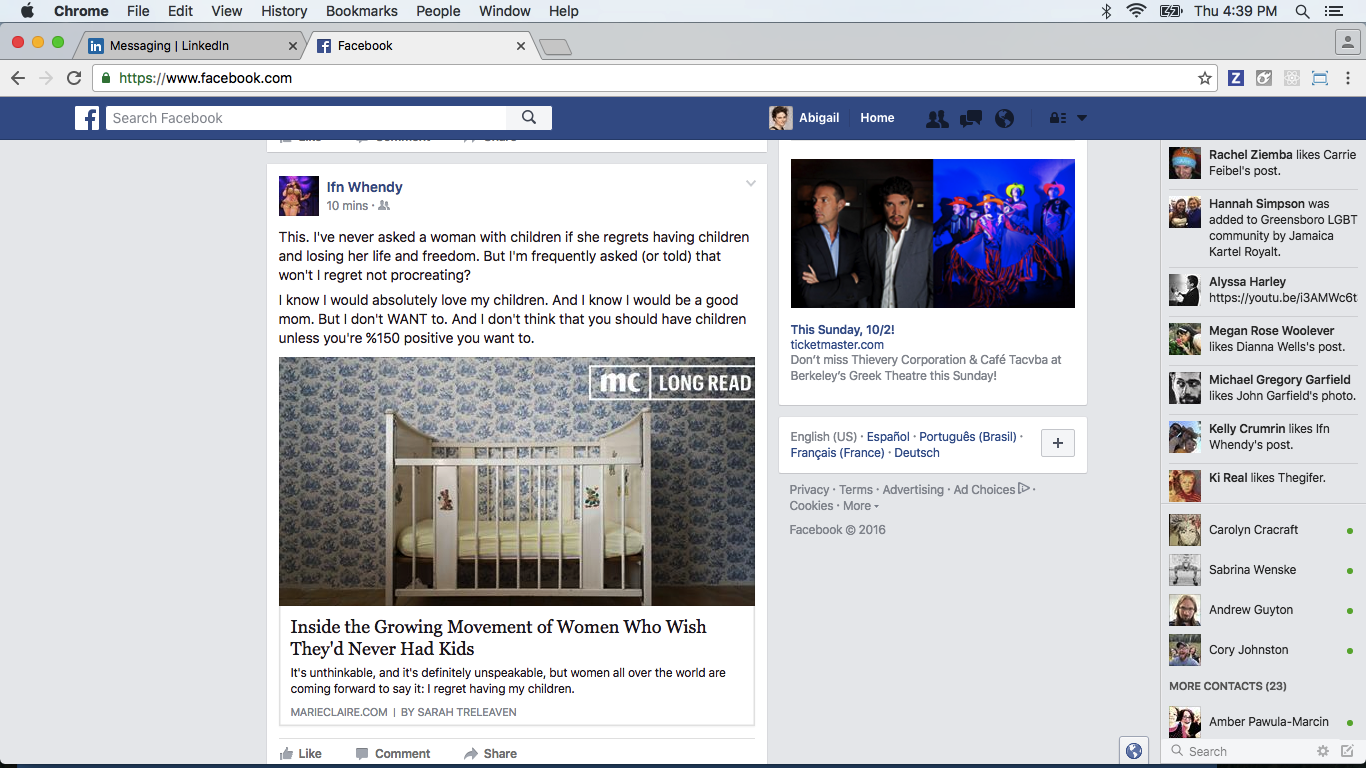 Chrome File Edit View History Bookmarks People Window Help Thu 4:39 PM
Messaging | LinkedIn
Facebook
https://www.facebook.com
Search Facebook
Abigail Home
Comment
Ifn Whendy
10 mins ·
This. I've never asked a woman with children if she regrets having children
and losing her life and freedom. But I'm frequently asked (or told) that
won't I regret not procreating?
I know I would absolutely love my children. And I know I would be a good
mom. But I don't WANT to. And I don't think that you should have children
unless you're %150 positive you want to.
mc LONG READ
Inside the Growing Movement of Women Who Wish
They'd Never Had Kids
It's unthinkable, and it's definitely unspeakable, but women all over the world are
coming forward to say it: I regret having my children.
MARIECLAIRE.COM | BY SARAH TRELEAVEN
Like Comment Share
This Sunday, 10/2!
ticketmaster.com
Don't miss Thievery Corporation & Café Tacvba at
Berkeley's Greek Theatre this Sunday!
English (US) · Español · Português (Brasil) ·
Français (France) · Deutsch
Privacy · Terms · Advertising · Ad Choices ·
Cookies · More
Facebook © 2016
Rachel Ziemba likes Carrie
Feibel's post.
Hannah Simpson was
added to Greensboro LGBT
community by Jamaica
Kartel Royalt.
Alyssa Harley
https://youtu.be/i3AMWc6t
Megan Rose Woolever
likes Dianna Wells's post.
Michael Gregory Garfield
likes John Garfield's photo.
Kelly Crumrin likes Ifn
Whendy's post.
Ki Real likes Thegifer.
Carolyn Cracraft
Sabrina Wenske
Andrew Guyton
Cory Johnston
MORE CONTACTS (23)
Amber Pawula-Marcin
Search